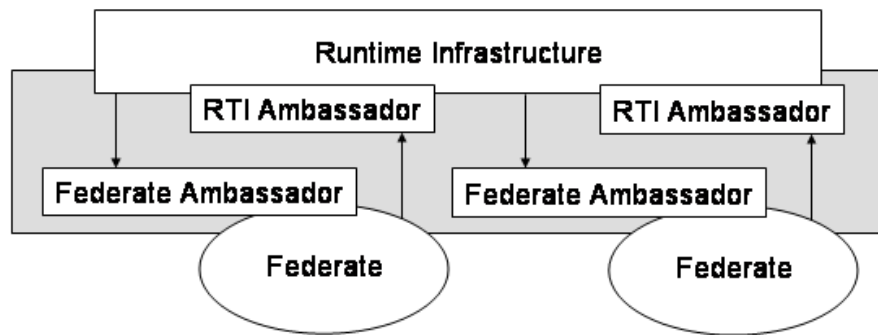 Runtime Infrastructure
RTI Ambassador
RTI Ambassador
Federate Ambassador
Federate Ambassador
Federate
Federate